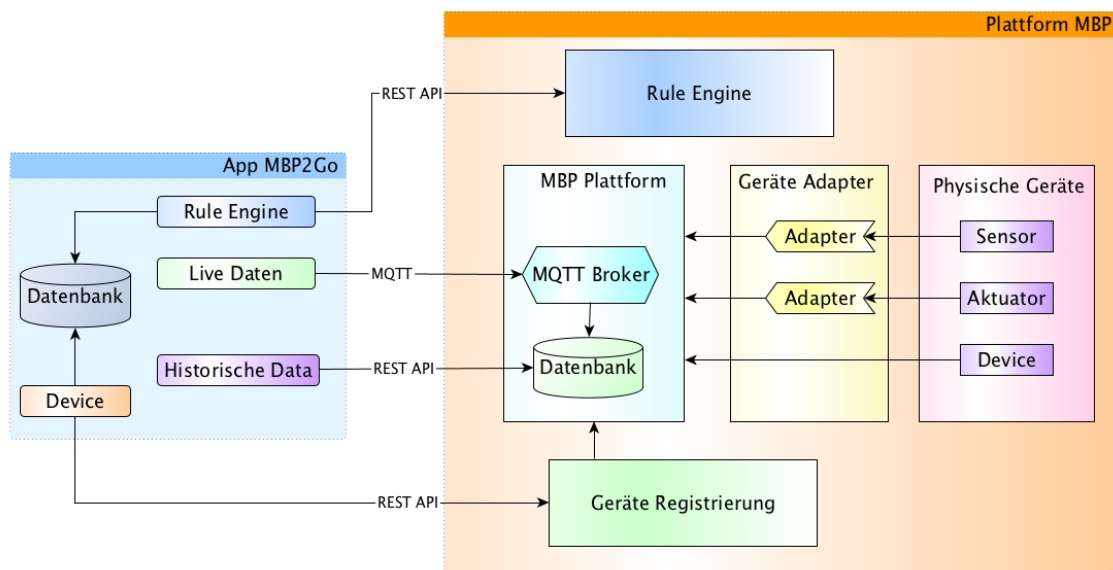 Plattform MBP
REST API
Rule Engine
App MBP2Go
Rule Engine
Live Daten
Datenbank
Historische Data
Device
MQTT
REST API
REST API
MBP Plattform
MQTT Broker
Datenbank
Geräte Adapter
Adapter
Adapter
Physische Geräte
Sensor
Aktuator
Device
Geräte Registrierung